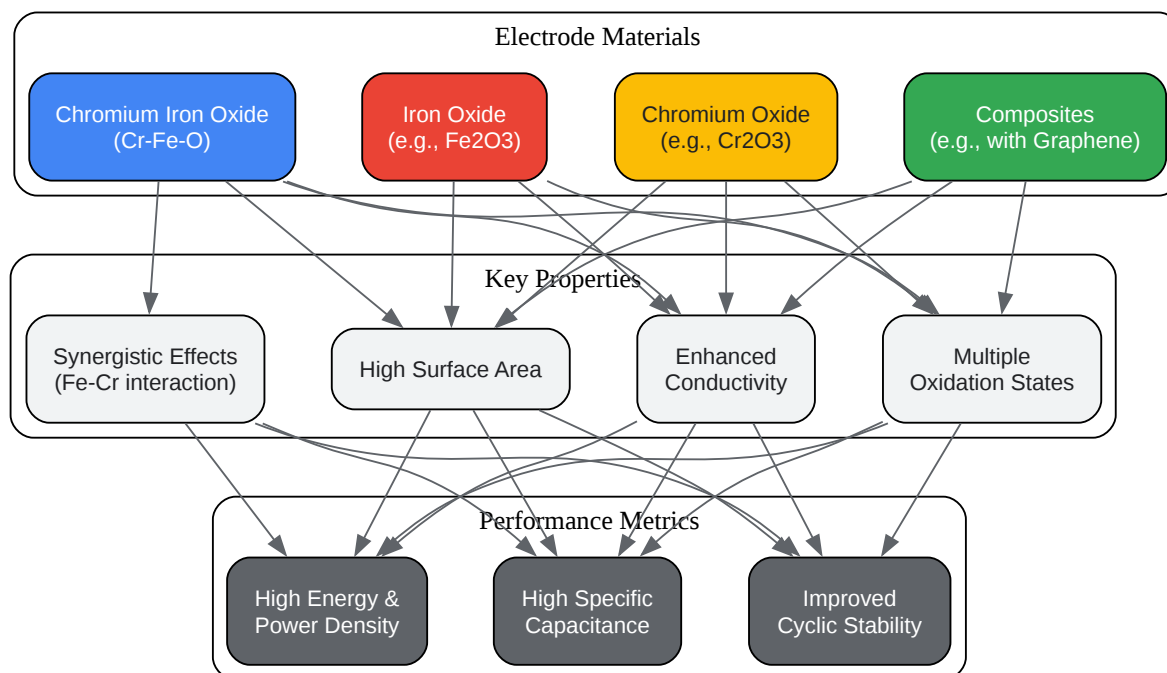 Electrode Materials
Chromium Iron Oxide
(Cr-Fe-O)
Iron Oxide
(e.g., Fe2O3)
Chromium Oxide
(e.g., Cr2O3)
Composites
(e.g., with Graphene)
Key Properties
Synergistic Effects
(Fe-Cr interaction)
High Surface Area
Enhanced
Conductivity
Multiple
Oxidation States
Performance Metrics
High Energy &
Power Density
High Specific
Capacitance
Improved
Cyclic Stability